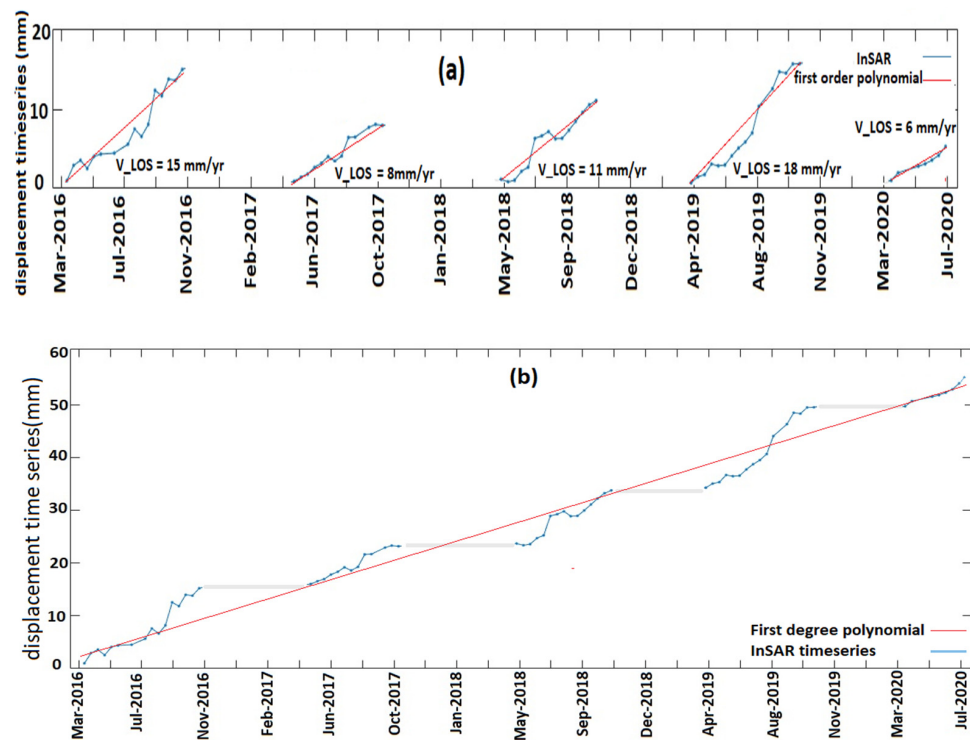 displacement timeseries (mm)
20
10
0
(a)
InSAR
first order polynomial
V_LOS = 15 mm/yr
V_LOS = 8mm/yr
V_LOS = 11 mm/yr
V_LOS = 18 mm/yr
V_LOS = 6 mm/yr
Mar-2016
Jul-2016
Nov-2016
Feb-2017
Jun-2017
Oct-2017
Jan-2018
May-2018
Sep-2018
Dec-2018
Apr-2019
Aug-2019
Nov-2019
Mar-2020
Jul-2020
displacement time series(mm)
60
50
40
30
20
10
0
(b)
First degree polynomial
InSAR timeseries
Mar-2016
Jul-2016
Nov-2016
Feb-2017
Jun-2017
Oct-2017
Jan-2018
May-2018
Sep-2018
Dec-2018
Apr-2019
Aug-2019
Nov-2019
Mar-2020
Jul-2020